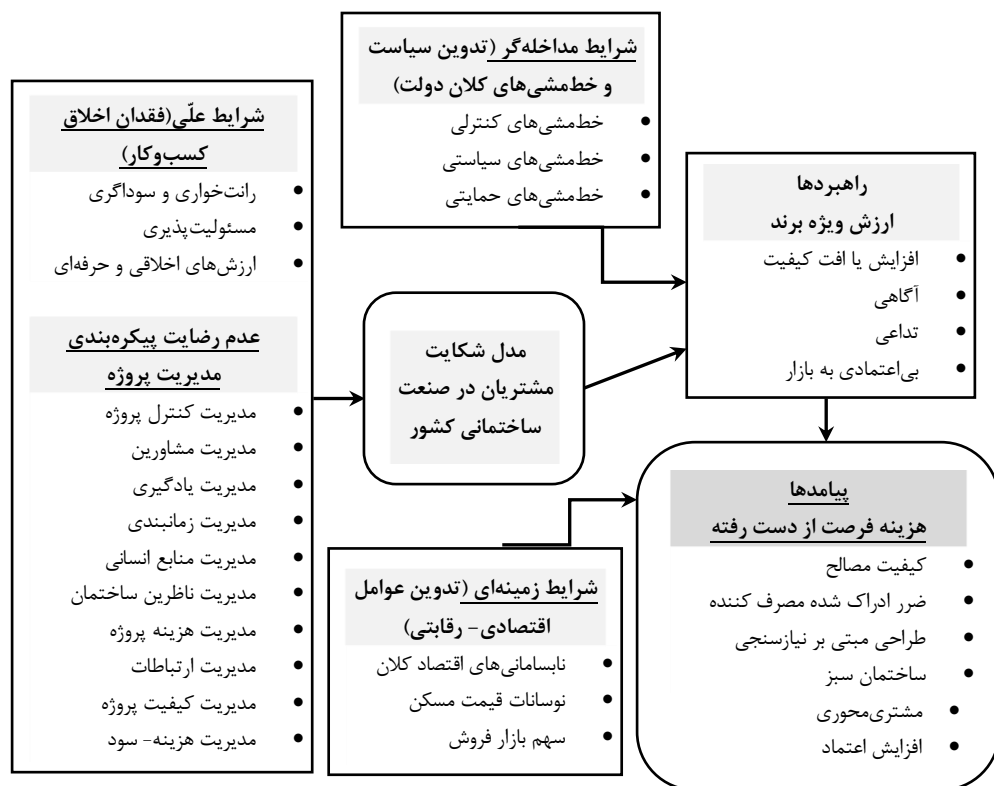 شرایط علّی(فقدان اخلاق
کسب‌وکار)
• رانت‌خواری و سوداگری
• مسئولیت‌پذیری
• ارزش‌های اخلاقی و حرفه‌ای
عدم رضایت پیکره‌بندی
مدیریت پروژه
• مدیریت کنترل پروژه
• مدیریت مشاورین
• مدیریت یادگیری
• مدیریت زمانبندی
• مدیریت منابع انسانی
• مدیریت ناظرین ساختمان
• مدیریت هزینه پروژه
• مدیریت ارتباطات
• مدیریت کیفیت پروژه
• مدیریت هزینه- سود
شرایط مداخله‌گر (تدوین سیاست
و خط‌مشی‌های کلان دولت)
• خط‌مشی‌های کنترلی
• خط‌مشی‌های سیاستی
• خط‌مشی‌های حمایتی
مدل شکایت
مشتریان در صنعت
ساختمانی کشور
شرایط زمینه‌ای (تدوین عوامل
اقتصادی- رقابتی)
• نابسامانی‌های اقتصاد کلان
• نوسانات قیمت مسکن
• سهم بازار فروش
راهبردها
ارزش ویژه برند
• افزایش یا افت کیفیت
• آگاهی
• تداعی
• بی‌اعتمادی به بازار
پیامدها
هزینه فرصت از دست رفته
• کیفیت مصالح
• ضرر ادراک شده مصرف کننده
• طراحی مبتی بر نیازسنجی
• ساختمان سبز
• مشتری‌محوری
• افزایش اعتماد